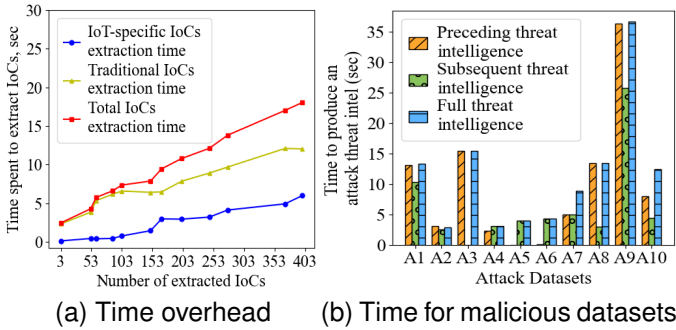 30
25
20
15
10
5
0
Time spent to extract IoCs, sec
IoT-specific IoCs
extraction time
Traditional IoCs
extraction time
Total IoCs
extraction time
3 53 103 153 203 253 303 353 403
Number of extracted IoCs
(a) Time overhead
35
30
25
20
15
10
5
0
Time to produce an
attack threat intel (sec)
Preceding threat
intelligence
Subsequent threat
intelligence
Full threat
intelligence
A1 A2 A3 A4 A5 A6 A7 A8 A9 A10
Attack Datasets
(b) Time for malicious datasets